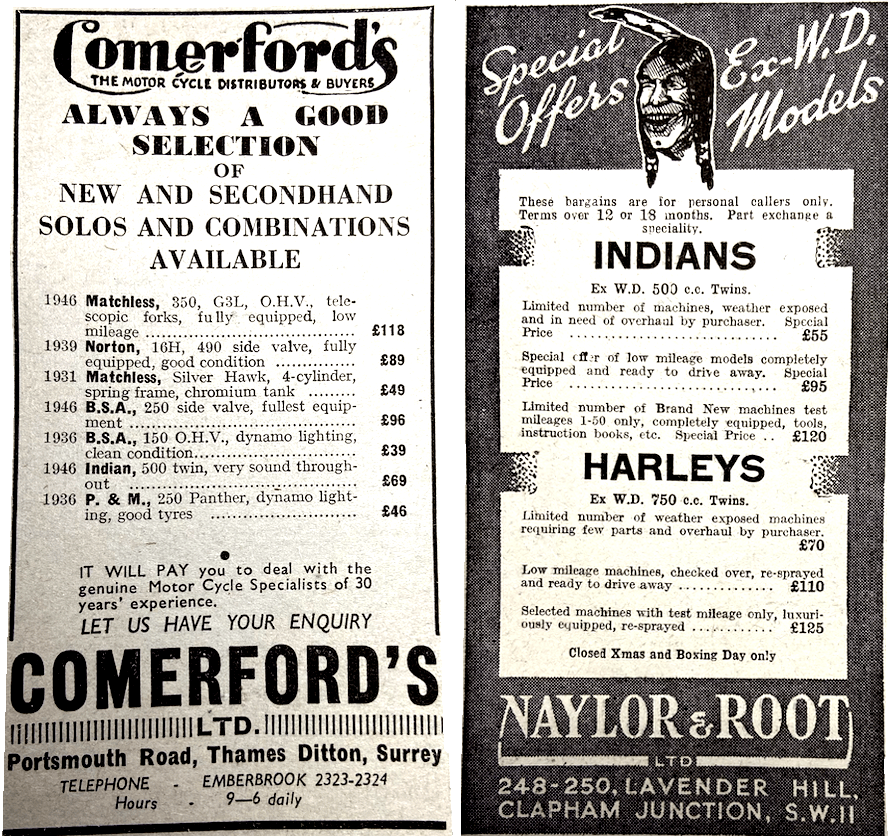 Comerford's
THE MOTOR CYCLE DISTRIBUTORS & BUYERS
ALWAYS A GOOD
SELECTION
OF
NEW AND SECONDHAND
SOLOS AND COMBINATIONS
AVAILABLE
1946 Matchless, 350, G3L, O.H.V., tele-
scopic forks, fully equipped, low
mileage .................................... £118
1939 Norton, 16H, 490 side valve, fully
equipped, good condition .............. £89
1931 Matchless, Silver Hawk, 4-cylinder,
spring frame, chromium tank ........ £49
1946 B.S.A., 250 side valve, fullest equip-
ment ....................................... £96
1936 B.S.A., 150 O.H.V., dynamo lighting,
clean condition............................ £39
1946 Indian, 500 twin, very sound through-
out .......................................... £69
1936 P. & M., 250 Panther, dynamo light-
ing, good tyres ......................... £46
IT WILL PAY you to deal with the
genuine Motor Cycle Specialists of 30
years' experience.
LET US HAVE YOUR ENQUIRY
COMERFORD'S
LTD.
Portsmouth Road, Thames Ditton, Surrey
TELEPHONE - EMBERBROOK 2323-2324
Hours - 9—6 daily
Special Offers
Ex-W.D. Models
These bargains are for personal callers only.
Terms over 12 or 18 months. Part exchange a
speciality.
INDIANS
Ex W.D. 500 c.c. Twins.
Limited number of machines, weather exposed
and in need of overhaul by purchaser. Special
Price .................................... £55
Special offer of low mileage models completely
equipped and ready to drive away. Special
Price .................................... £95
Limited number of Brand New machines test
mileages 1-50 only, completely equipped, tools,
instruction books, etc. Special Price .. £120
HARLEYS
Ex W.D. 750 c.c. Twins.
Limited number of weather exposed machines
requiring few parts and overhaul by purchaser.
£70
Low mileage machines, checked over, re-sprayed
and ready to drive away .............. £110
Selected machines with test mileage only, luxuri-
ously equipped, re-sprayed ............ £125
Closed Xmas and Boxing Day only
NAYLOR & ROOT
LTD
248-250, LAVENDER HILL,
CLAPHAM JUNCTION, S.W.11